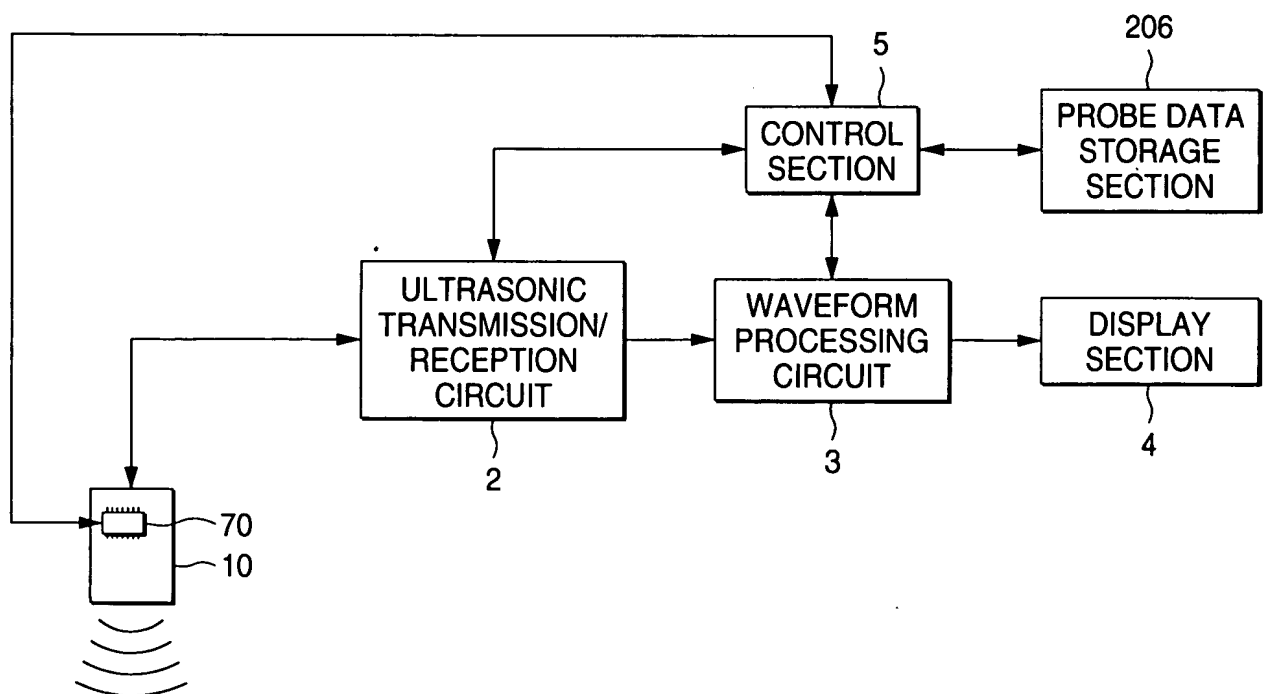 5
206
CONTROL
SECTION
PROBE DATA
STORAGE
SECTION
ULTRASONIC
TRANSMISSION/
RECEPTION
CIRCUIT
WAVEFORM
PROCESSING
CIRCUIT
DISPLAY
SECTION
2
3
4
70
10